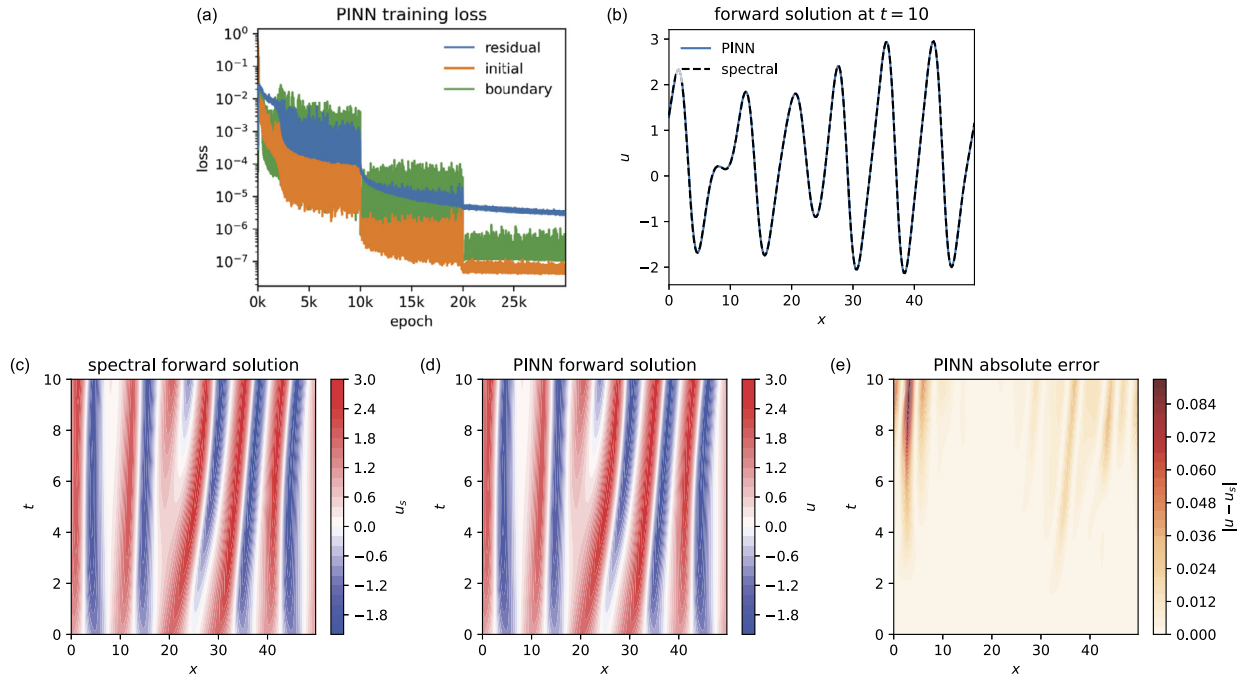 (a)
PINN training loss
10⁰
10⁻¹
10⁻²
10⁻³
10⁻⁴
10⁻⁵
10⁻⁶
10⁻⁷
loss
0k
5k
10k
15k
20k
25k
epoch
residual
initial
boundary
(b)
forward solution at t = 10
3
2
1
0
−1
−2
u
0
10
20
30
40
x
PINN
spectral
(c)
spectral forward solution
10
8
6
4
2
0
t
0
10
20
30
40
x
3.0
2.4
1.8
1.2
0.6
0.0
−0.6
−1.2
−1.8
uₛ
(d)
PINN forward solution
10
8
6
4
2
0
t
0
10
20
30
40
x
3.0
2.4
1.8
1.2
0.6
0.0
−0.6
−1.2
−1.8
u
(e)
PINN absolute error
10
8
6
4
2
0
t
0
10
20
30
40
x
0.084
0.072
0.060
0.048
0.036
0.024
0.012
0.000
|u − uₛ|